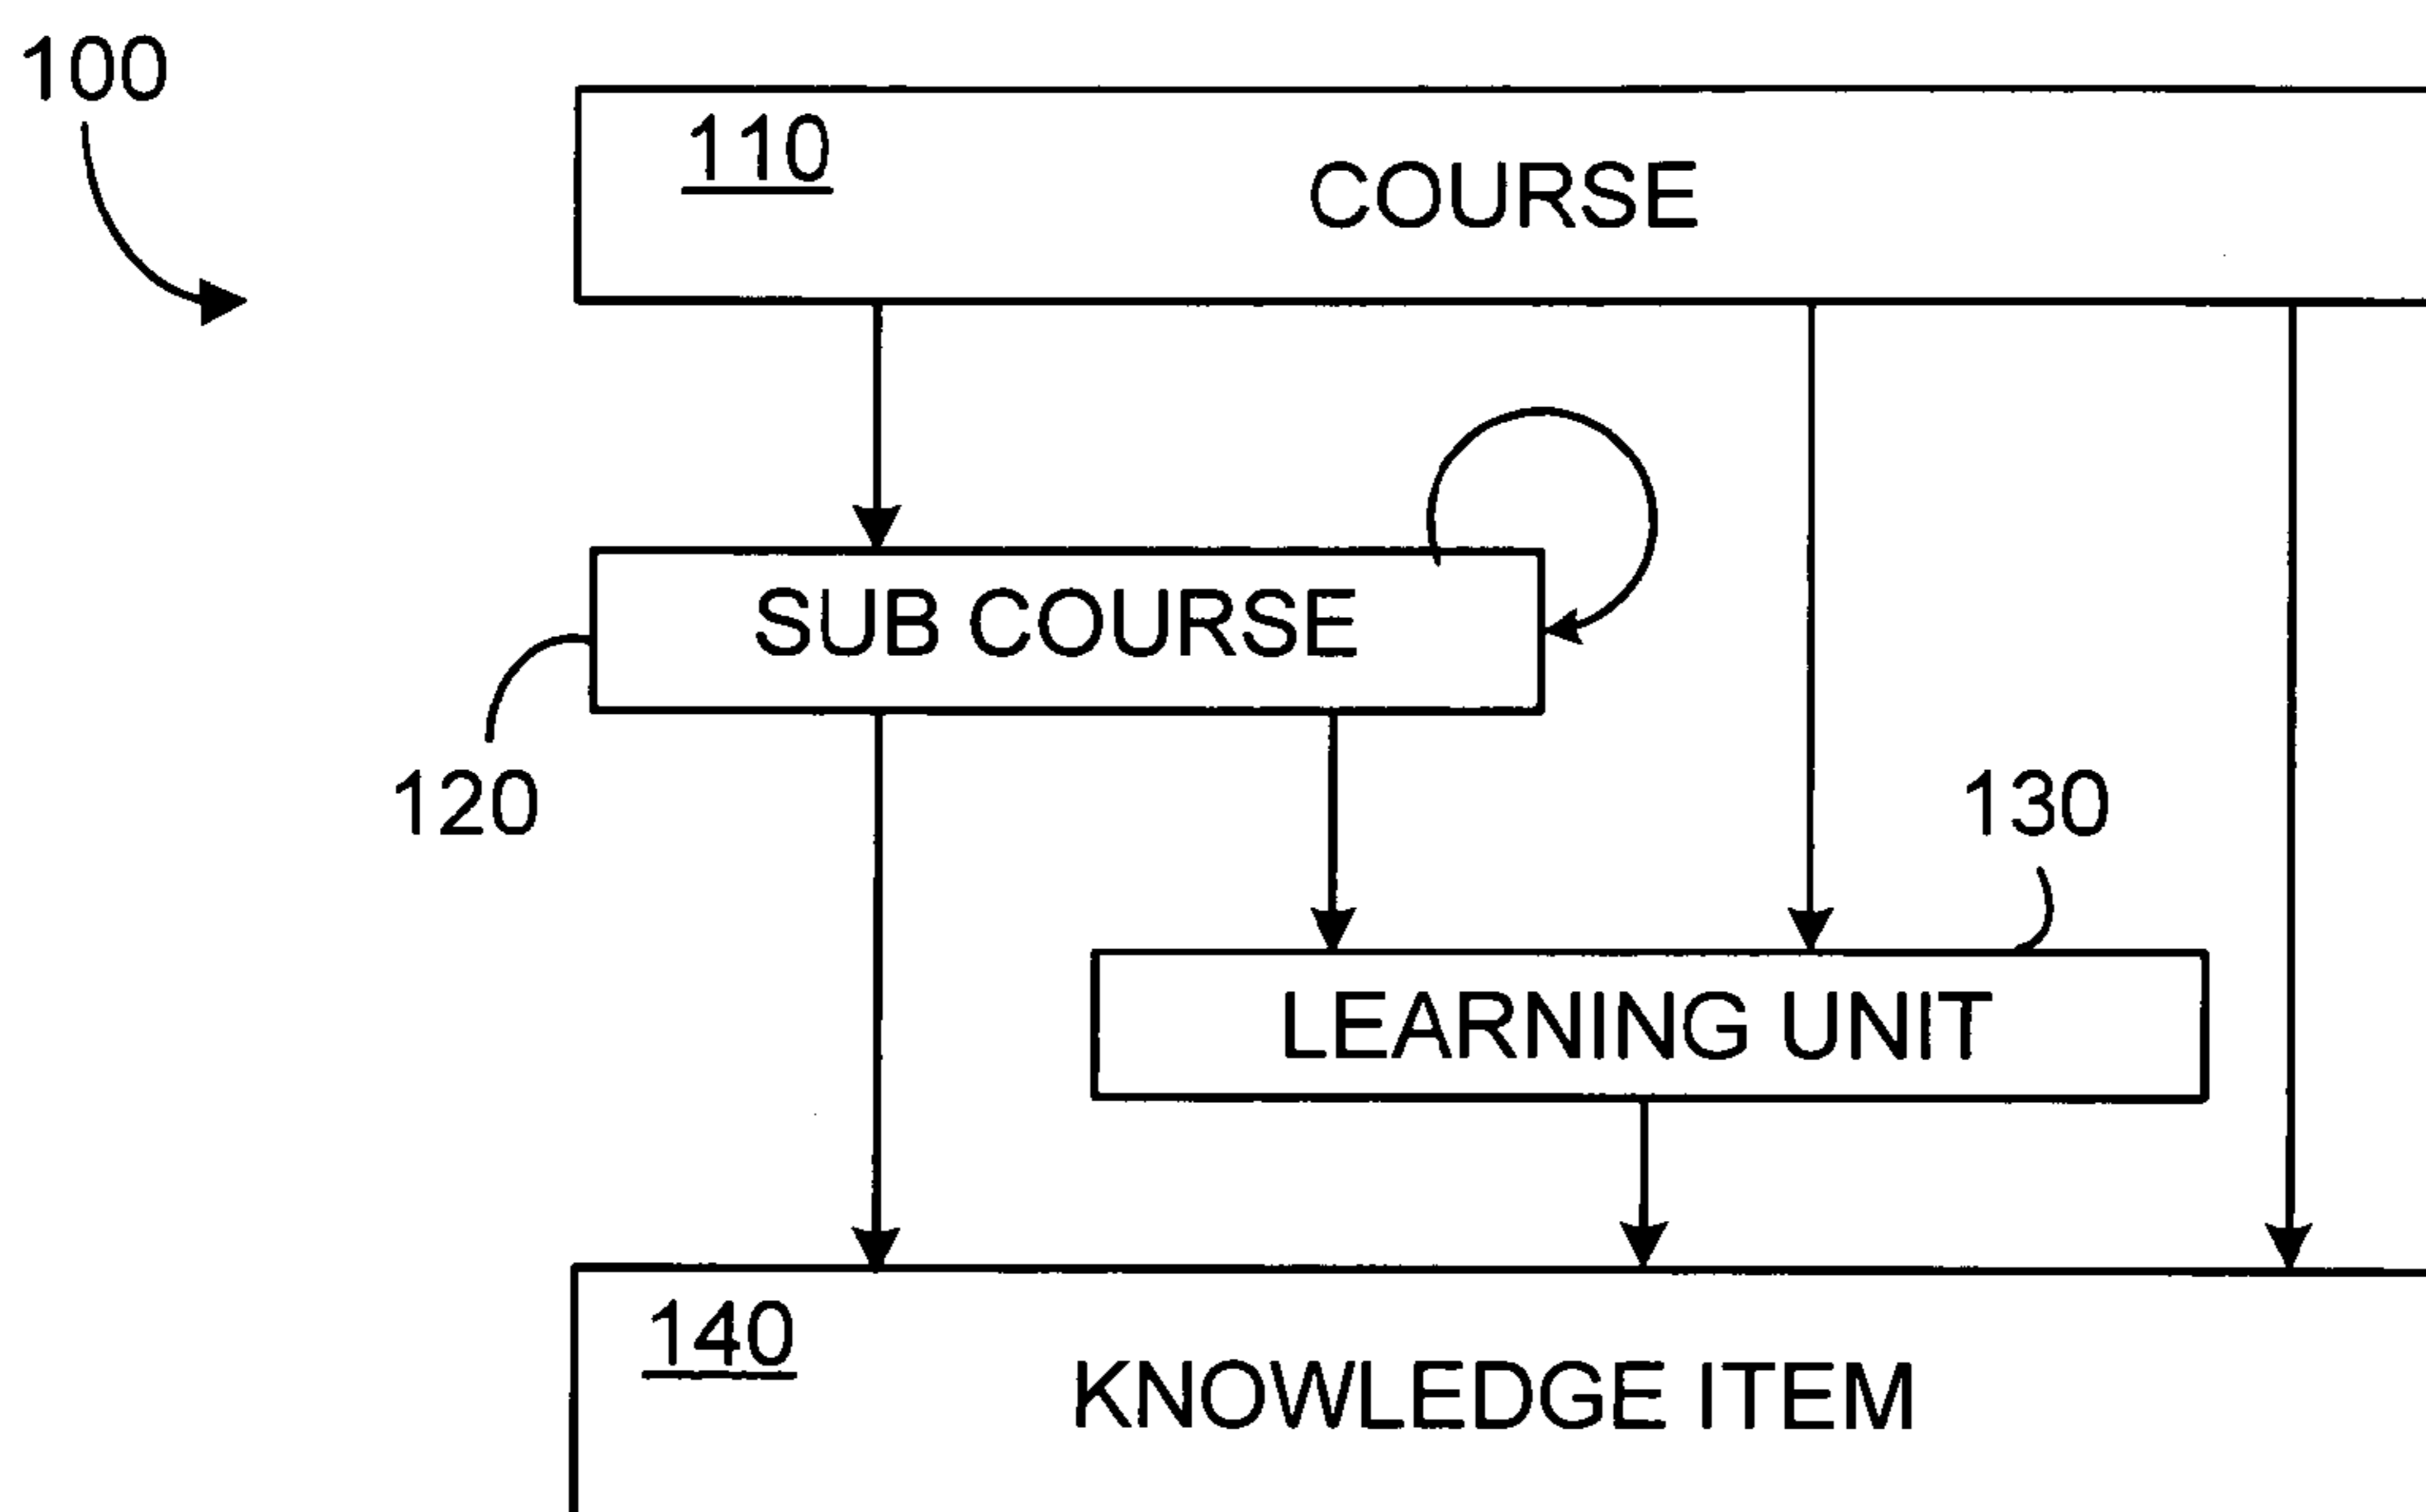 100
110
COURSE
SUB COURSE
120
130
LEARNING UNIT
140
KNOWLEDGE ITEM